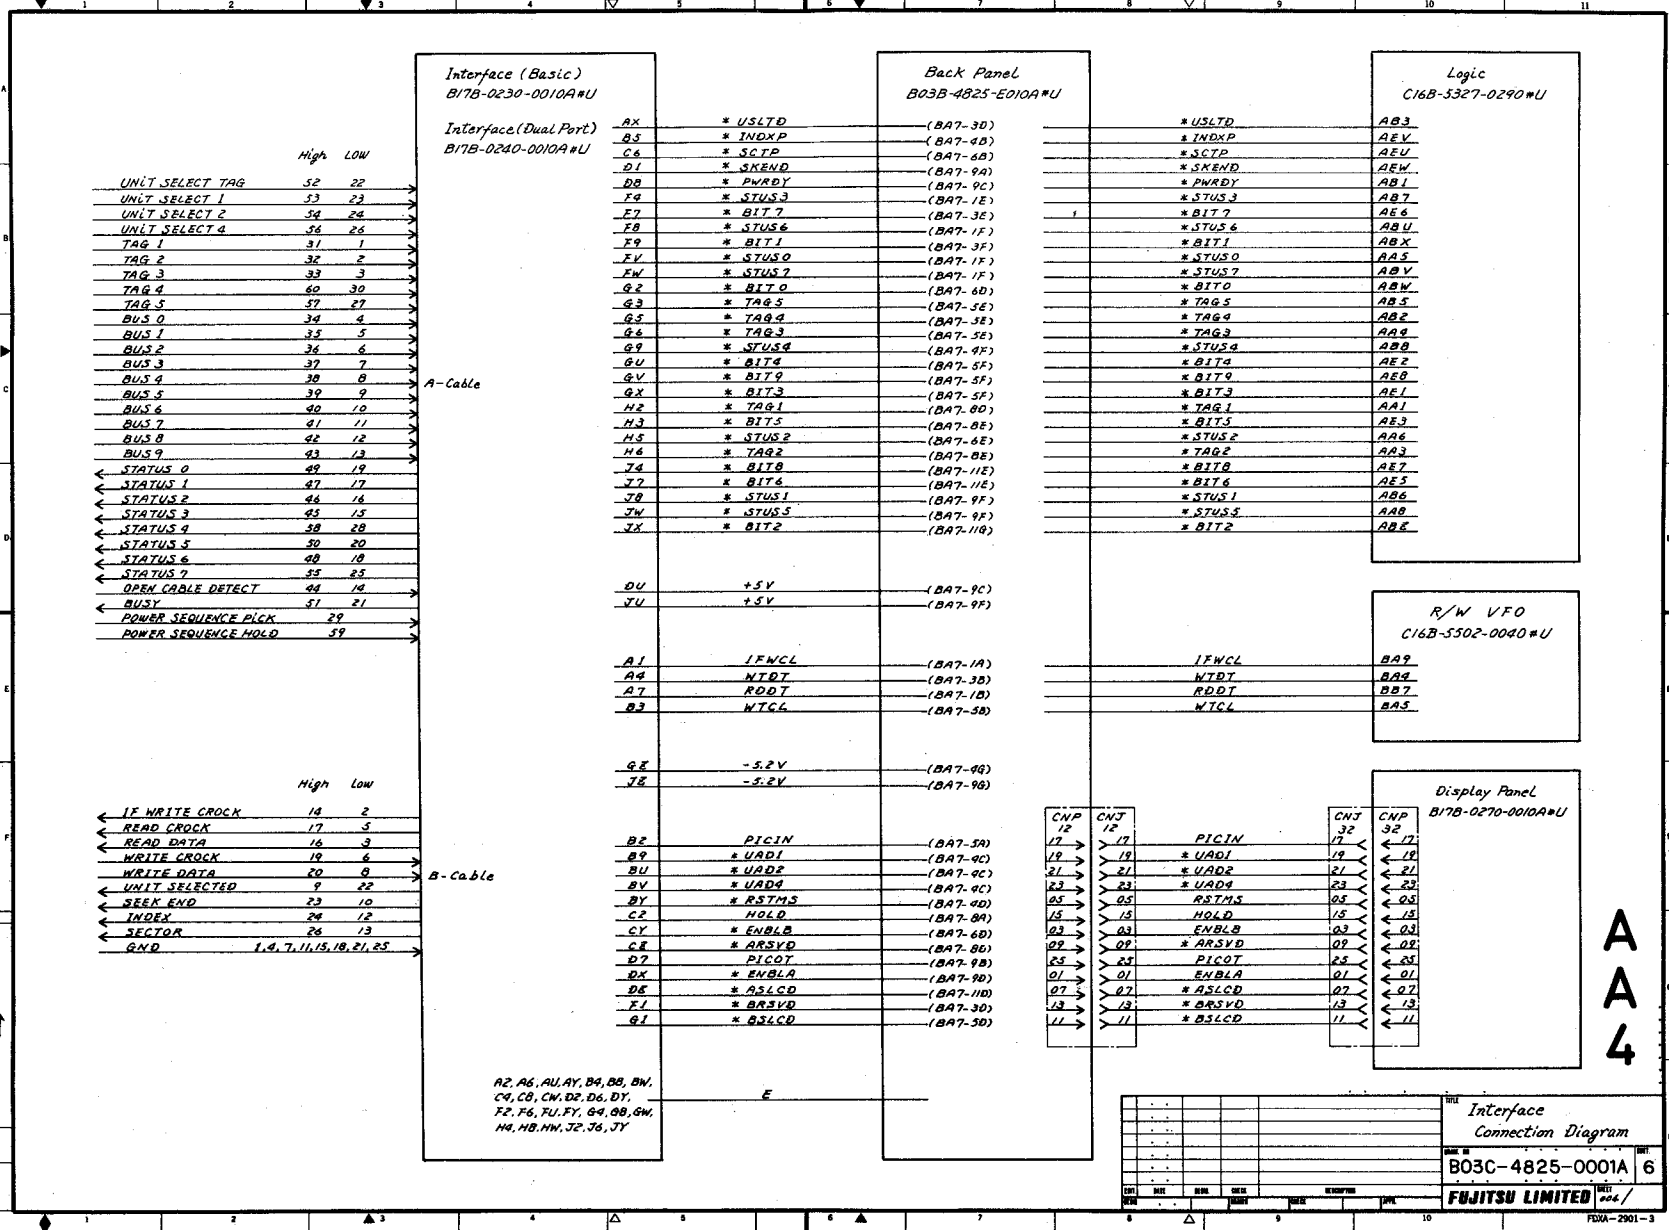 1 2 3 5 6 7 8 9 10 11
Interface (Basic)
B17B-0230-0010A#U
Interface (Dual Port)
B17B-0240-0010A#U
Back Panel
B03B-4825-E010A#U
Logic
C16B-5327-0290#U
High Low
UNIT SELECT TAG 52 22
UNIT SELECT 1 53 23
UNIT SELECT 2 54 24
UNIT SELECT 4 56 26
TAG 1 31 1
TAG 2 32 2
TAG 3 33 3
TAG 4 60 30
TAG 5 57 27
BUS 0 34 4
BUS 1 35 5
BUS 2 36 6
BUS 3 37 7
BUS 4 38 8
BUS 5 39 9
BUS 6 40 10
BUS 7 41 11
BUS 8 42 12
BUS 9 43 13
STATUS 0 49 19
STATUS 1 47 17
STATUS 2 46 16
STATUS 3 45 15
STATUS 4 58 28
STATUS 5 50 20
STATUS 6 48 18
STATUS 7 55 25
OPEN CABLE DETECT 44 14
BUSY 51 21
POWER SEQUENCE PICK 29
POWER SEQUENCE HOLD 59
A-Cable
High Low
IF WRITE CROCK 14 2
READ CROCK 17 5
READ DATA 16 3
WRITE CROCK 19 6
WRITE DATA 20 8
UNIT SELECTED 9 22
SEEK END 23 10
INDEX 24 12
SECTOR 26 13
GND 1,4,7,11,15,18,21,25
B-Cable
AX * USLTD (BA7-3D) * USLTD AB3
B5 * INDXP (BA7-4B) * INDXP AEV
C6 * SCTP (BA7-6B) * SCTP AEU
D1 * SKEND (BA7-9A) * SKEND AEW
D8 * PWRDY (BA7-9C) * PWRDY AB1
F4 * STUS3 (BA7-1E) * STUS3 AB7
F7 * BIT7 (BA7-3E) * BIT7 AE6
F8 * STUS6 (BA7-1F) * STUS6 ABU
F9 * BIT1 (BA7-3F) * BIT1 ABX
FV * STUS0 (BA7-1F) * STUS0 AA5
FW * STUS7 (BA7-1F) * STUS7 ABV
G2 * BIT0 (BA7-6D) * BIT0 ABW
G3 * TAG5 (BA7-5E) * TAG5 AB5
G5 * TAG4 (BA7-5E) * TAG4 AB2
G6 * TAG3 (BA7-5E) * TAG3 AA4
G9 * STUS4 (BA7-4F) * STUS4 AB8
GU * BIT4 (BA7-5F) * BIT4 AE2
GV * BIT9 (BA7-5F) * BIT9 AE8
GX * BIT3 (BA7-5F) * BIT3 AE1
H2 * TAG1 (BA7-8D) * TAG1 AA1
H3 * BIT5 (BA7-8E) * BIT5 AE3
H5 * STUS2 (BA7-6E) * STUS2 AA6
H6 * TAG2 (BA7-8E) * TAG2 AA3
J4 * BIT8 (BA7-11E) * BIT8 AE7
J7 * BIT6 (BA7-11E) * BIT6 AE5
J8 * STUS1 (BA7-9F) * STUS1 AB6
JW * STUS5 (BA7-9F) * STUS5 AA8
JX * BIT2 (BA7-11G) * BIT2 ABE
DU +5V (BA7-9C)
JU +5V (BA7-9F)
R/W VFO
C16B-5502-0040#U
A1 IFWCL (BA7-1A) IFWCL BA9
A4 WTDT (BA7-3B) WTDT BA4
A7 RDDT (BA7-1B) RDDT BB7
B3 WTCL (BA7-5B) WTCL BA5
GE -5.2V (BA7-4G)
JE -5.2V (BA7-9G)
Display Panel
B17B-0270-0010A#U
CNP 12 CNJ 12 CNJ 32 CNP 32
B2 PICIN (BA7-5A) 17 17 PICIN 17 17
B9 * UAD1 (BA7-4C) 19 19 * UAD1 19 19
BU * UAD2 (BA7-4C) 21 21 * UAD2 21 21
BV * UAD4 (BA7-4C) 23 23 * UAD4 23 23
BY * RSTMS (BA7-4D) 05 05 RSTMS 05 05
C2 HOLD (BA7-8A) 15 15 HOLD 15 15
CY * ENBLB (BA7-6D) 03 03 ENBLB 03 03
CE * ARSVD (BA7-8D) 09 09 * ARSVD 09 09
D7 PICOT (BA7-9B) 25 25 PICOT 25 25
DX * ENBLA (BA7-9D) 01 01 ENBLA 01 01
DE * ASLCD (BA7-11D) 07 07 * ASLCD 07 07
F1 * BRSVD (BA7-3D) 13 13 * BRSVD 13 13
G1 * BSLCD (BA7-5D) 11 11 * BSLCD 11 11
A2, A6, AU, AY, B4, B8, BW,
C4, C8, CW, D2, D6, DY,
F2, F6, FU, FY, G4, G8, GW,
H4, H8, HW, J2, J6, JY
E
A
A
4
TITLE
Interface
Connection Diagram
B03C-4825-0001A 6
FUJITSU LIMITED
FDXA-2901-3
1 2 3 4 5 6 7 8 9 10
A B C D E F